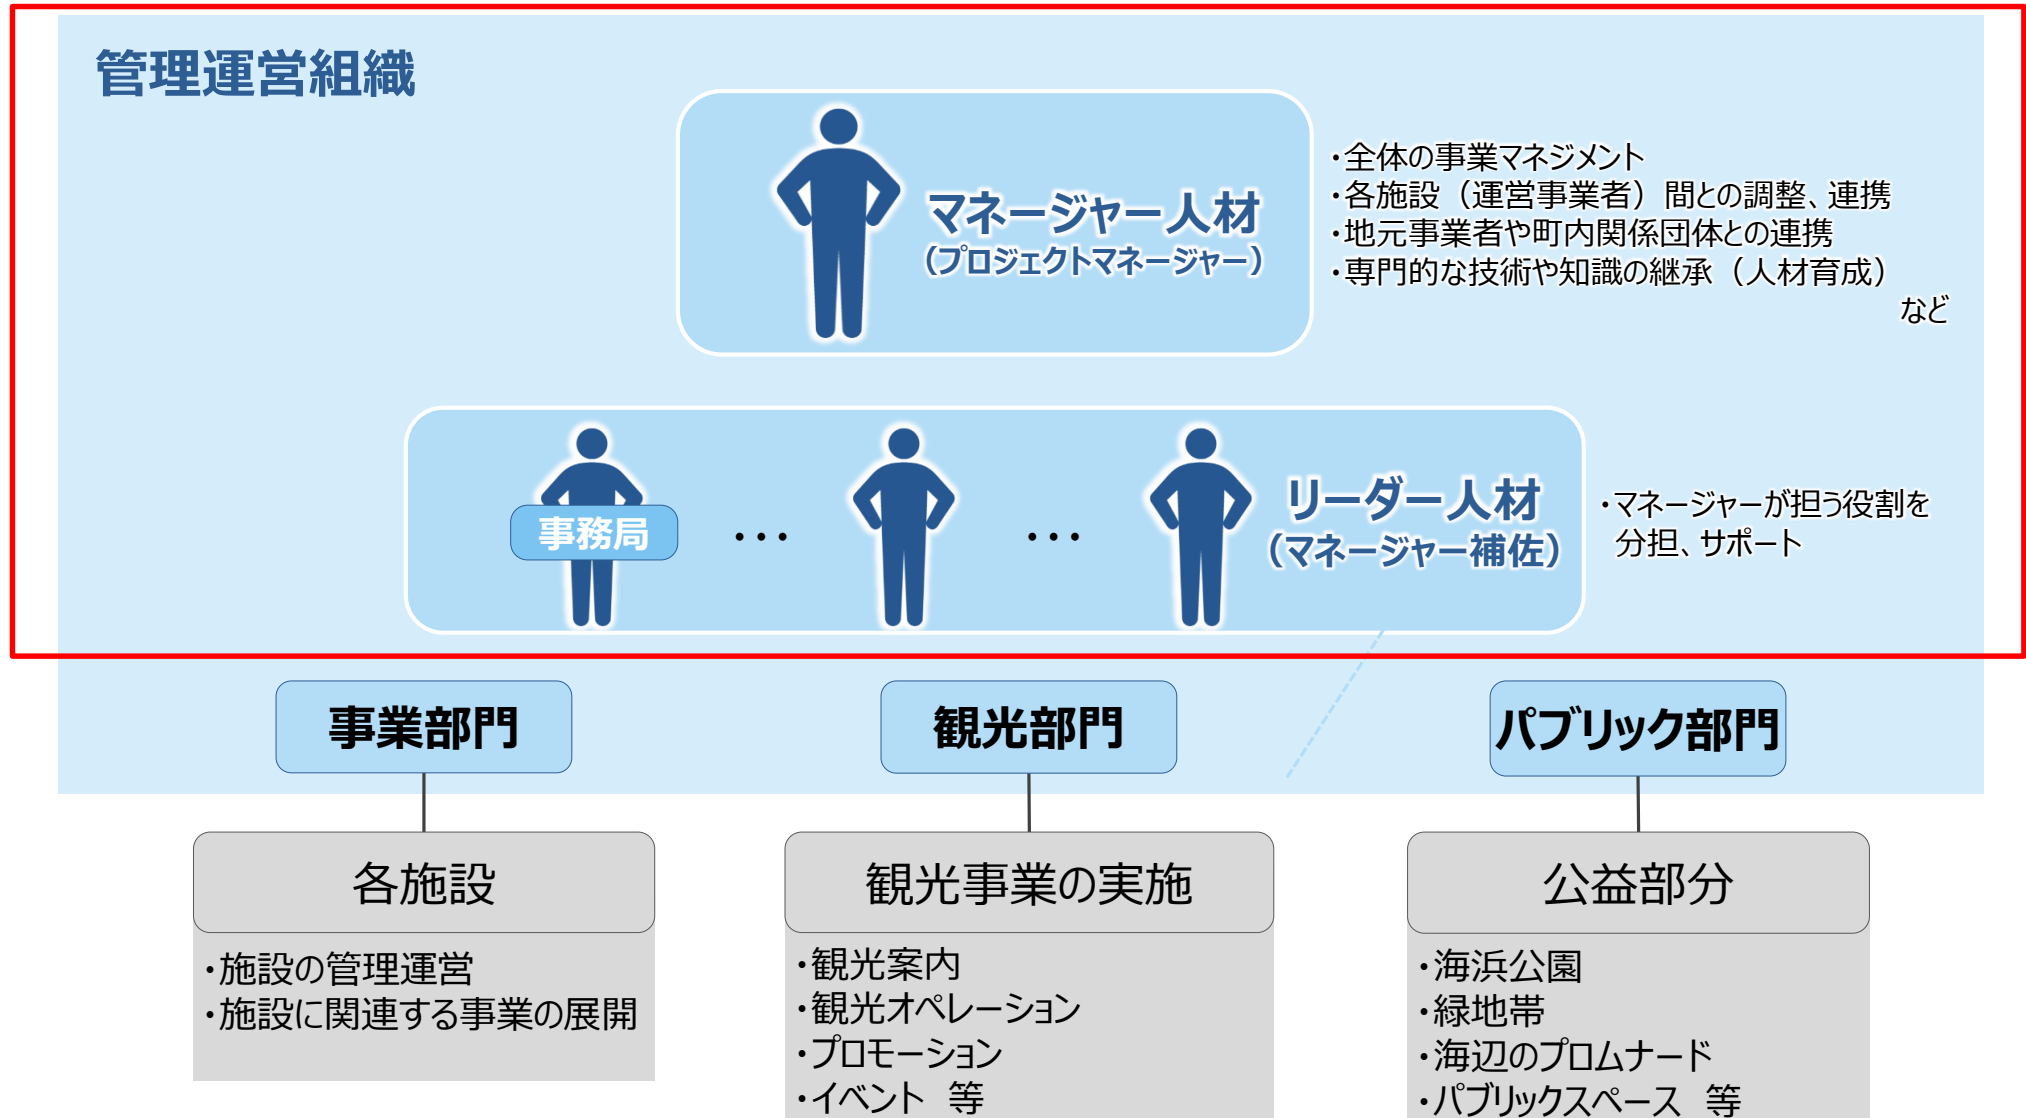 管理運営組織
マネージャー人材
（プロジェクトマネージャー）
・全体の事業マネジメント
・各施設（運営事業者）間との調整、連携
・地元事業者や町内関係団体との連携
・専門的な技術や知識の継承（人材育成）
など
事務局
・・・
・・・
リーダー人材
（マネージャー補佐）
・マネージャーが担う役割を
分担、サポート
事業部門
観光部門
パブリック部門
各施設
・施設の管理運営
・施設に関連する事業の展開
観光事業の実施
・観光案内
・観光オペレーション
・プロモーション
・イベント　等
公益部分
・海浜公園
・緑地帯
・海辺のプロムナード
・パブリックスペース　等